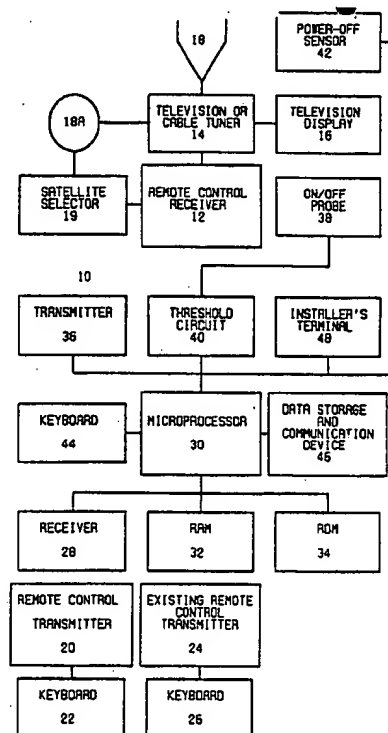 18
POWER-OFF
SENSOR
42
18A
TELEVISION OR
CABLE TUNER
14
TELEVISION
DISPLAY
16
SATELLITE
SELECTOR
19
REMOTE CONTROL
RECEIVER
12
ON/OFF
PROBE
38
10
TRANSMITTER
36
THRESHOLD
CIRCUIT
40
INSTALLER'S
TERMINAL
48
KEYBOARD
44
MICROPROCESSOR
30
DATA STORAGE
AND
COMMUNICATION
DEVICE
46
RECEIVER
28
RAM
32
ROM
34
REMOTE CONTROL
TRANSMITTER
20
EXISTING REMOTE
CONTROL
TRANSMITTER
24
KEYBOARD
22
KEYBOARD
26